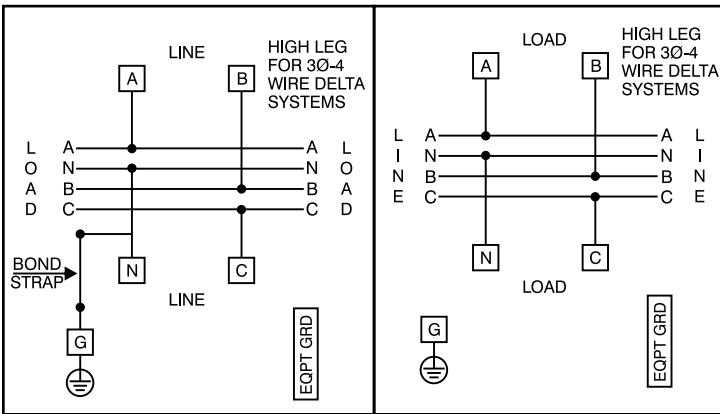 LINE
HIGH LEG
FOR 3Ø-4
WIRE DELTA
SYSTEMS
A
B
L
O
A
D
A
N
B
C
A
N
B
C
L
O
A
D
BOND
STRAP
N
C
LINE
G
EQPT GRD
LOAD
HIGH LEG
FOR 3Ø-4
WIRE DELTA
SYSTEMS
A
B
L
I
N
E
A
N
B
C
A
N
B
C
L
I
N
E
N
C
LOAD
G
EQPT GRD